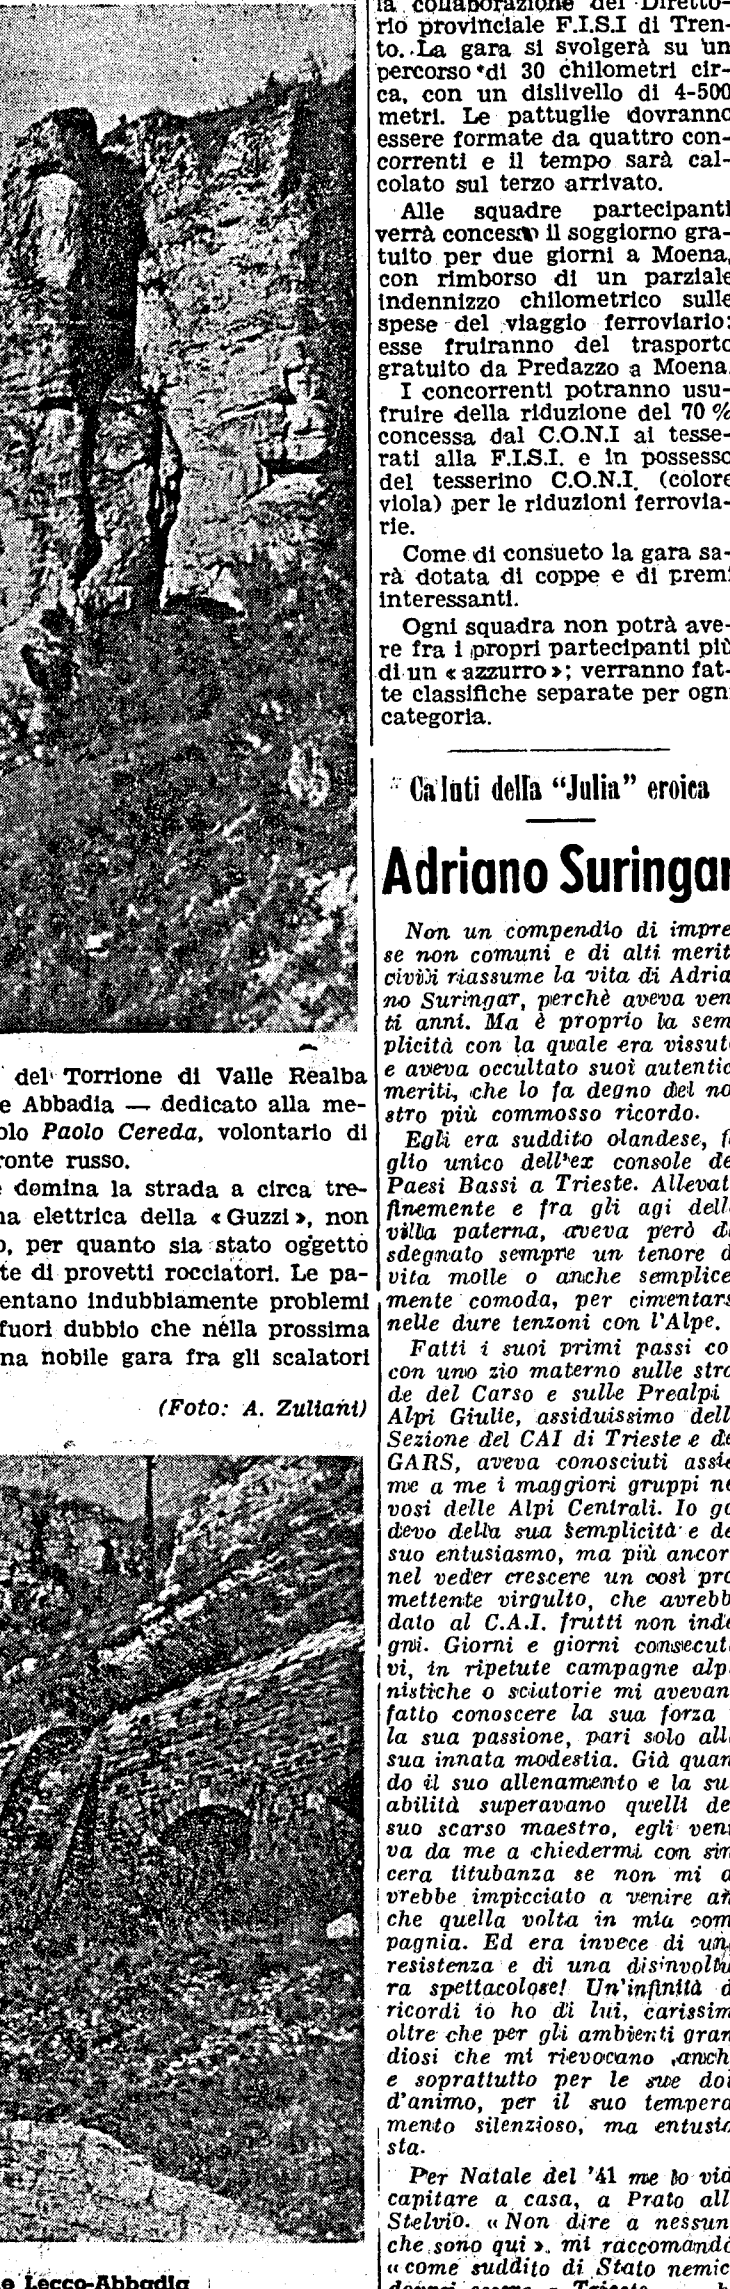 del Torrione di Valle Realba
e Abbadia — dedicato alla me-
olo Paolo Cereda, volontario di
ronte russo.
e domina la strada a circa tre-
na elettrica della « Guzzi », non
o, per quanto sia stato oggetto
te di provetti rocciatori. Le pa-
entano indubbiamente problemi
fuori dubbio che nella prossima
na nobile gara fra gli scalatori
(Foto: A. Zuliani)
e Lecco-Abbadia
la collaborazione del Diretto-
rio provinciale F.I.S.I di Tren-
to. La gara si svolgerà su un
percorso di 30 chilometri cir-
ca, con un dislivello di 4-500
metri. Le pattuglie dovranno
essere formate da quattro con-
correnti e il tempo sarà cal-
colato sul terzo arrivato.
Alle squadre partecipanti
verrà concesso il soggiorno gra-
tuito per due giorni a Moena,
con rimborso di un parziale
indennizzo chilometrico sulle
spese del viaggio ferroviario:
esse fruiranno del trasporto
gratuito da Predazzo a Moena.
I concorrenti potranno usu-
fruire della riduzione del 70 %
concessa dal C.O.N.I ai tesse-
rati alla F.I.S.I. e in possesso
del tesserino C.O.N.I. (colore
viola) per le riduzioni ferrovia-
rie.
Come di consueto la gara sa-
rà dotata di coppe e di premi
interessanti.
Ogni squadra non potrà ave-
re fra i propri partecipanti più
di un « azzurro »; verranno fat-
te classifiche separate per ogni
categoria.
Caduti della "Julia" eroica
Adriano Suringar
Non un compendio di impre
se non comuni e di alti merit
civili riassume la vita di Adria
no Suringar, perchè aveva ven
ti anni. Ma è proprio la sem
plicità con la quale era vissut
e aveva occultato suoi autentic
meriti, che lo fa degno del no
stro più commosso ricordo.
Egli era suddito olandese, fi
glio unico dell'ex console de
Paesi Bassi a Trieste. Allevat
finemente e fra gli agi dell
villa paterna, aveva però di
sdegnato sempre un tenore d
vita molle o anche semplice
mente comoda, per cimentars
nelle dure tenzoni con l'Alpe.
Fatti i suoi primi passi co
con uno zio materno sulle stra
de del Carso e sulle Prealpi
Alpi Giulie, assiduissimo dell
Sezione del CAI di Trieste e de
GARS, aveva conosciuti assie
me a me i maggiori gruppi ne
vosi delle Alpi Centrali. Io go
devo della sua semplicità e de
suo entusiasmo, ma più ancor
nel veder crescere un così pro
mettente virgulto, che avrebb
dato al C.A.I. frutti non inde
gni. Giorni e giorni consecuti
vi, in ripetute campagne alpi
nistiche o sciatorie mi avevan
fatto conoscere la sua forza
la sua passione, pari solo all
sua innata modestia. Già quan
do il suo allenamento e la su
abilità superavano quelli de
suo scarso maestro, egli veni
va da me a chiedermi con sin
cera titubanza se non mi a
vrebbe impicciato a venire an
che quella volta in mia com
pagnia. Ed era invece di una
resistenza e di una disinvoltu
ra spettacolose! Un'infinità d
ricordi io ho di lui, carissim
oltre che per gli ambienti gran
diosi che mi rievocano anch
e soprattutto per le sue dot
d'animo, per il suo tempera
mento silenzioso, ma entusia
sta.
Per Natale del '41 me lo vid
capitare a casa, a Prato all
Stelvio. « Non dire a nessun
che sono qui », mi raccomandò
« come suddito di Stato nemic